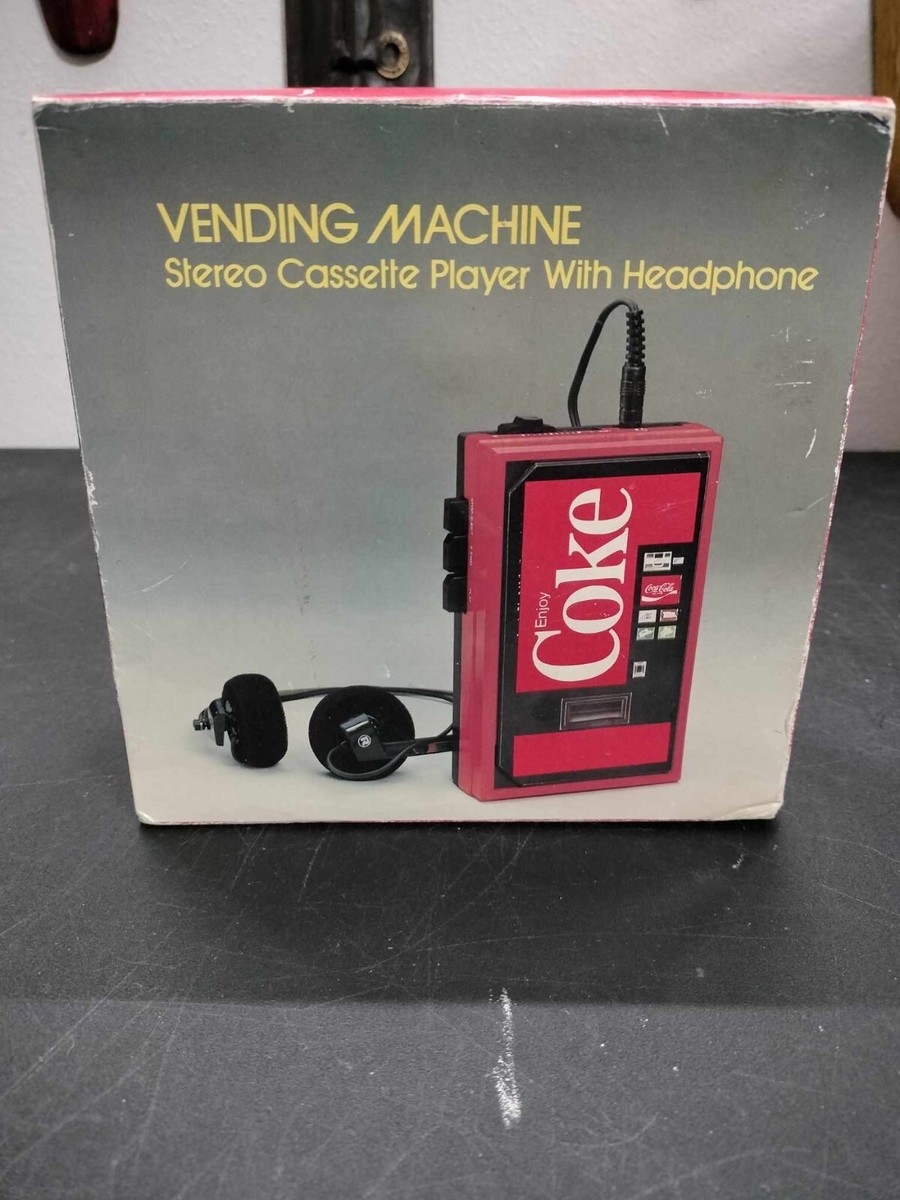 VENDING MACHINE
Stereo Cassette Player With Headphone
Enjoy
Coke
Coca-Cola
R